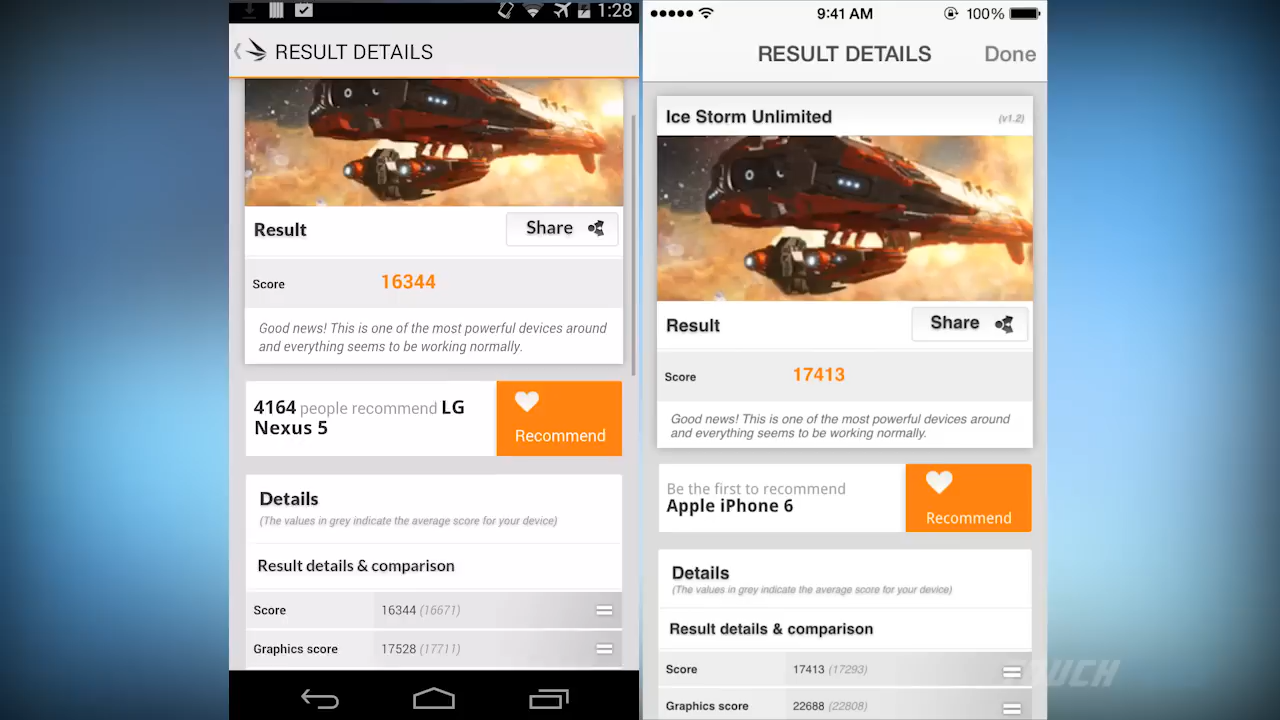 1:28
RESULT DETAILS
Result
Share
Score 16344
Good news! This is one of the most powerful devices around
and everything seems to be working normally.
4164 people recommend LG
Nexus 5
Recommend
Details
(The values in grey indicate the average score for your device)
Result details & comparison
Score 16344 (16671)
Graphics score 17528 (17711)
9:41 AM 100%
RESULT DETAILS Done
Ice Storm Unlimited (v1.2)
Result
Share
Score 17413
Good news! This is one of the most powerful devices around
and everything seems to be working normally.
Be the first to recommend
Apple iPhone 6
Recommend
Details
(The values in grey indicate the average score for your device)
Result details & comparison
Score 17413 (17293)
Graphics score 22688 (22808)